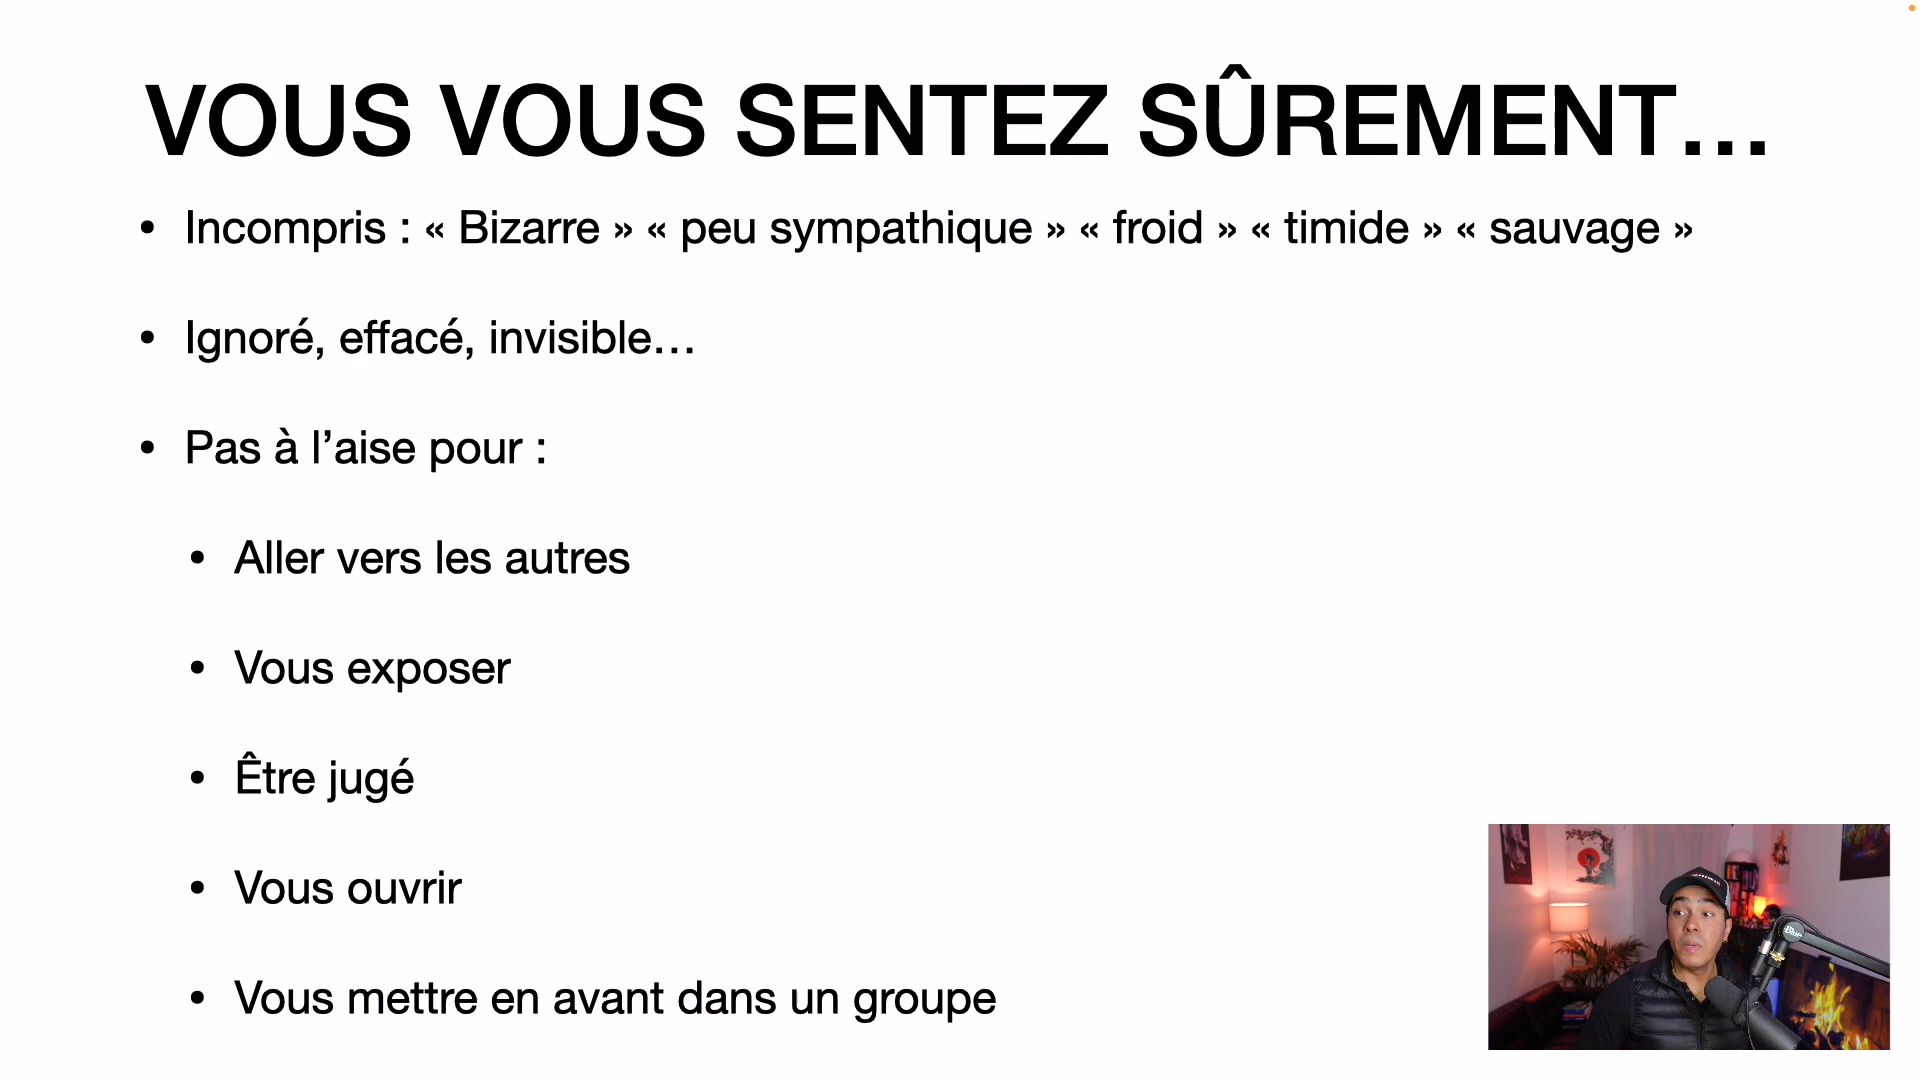 VOUS VOUS SENTEZ SÛREMENT…
• Incompris : « Bizarre » « peu sympathique » « froid » « timide » « sauvage »
• Ignoré, effacé, invisible…
• Pas à l’aise pour :
• Aller vers les autres
• Vous exposer
• Être jugé
• Vous ouvrir
• Vous mettre en avant dans un groupe
Blue